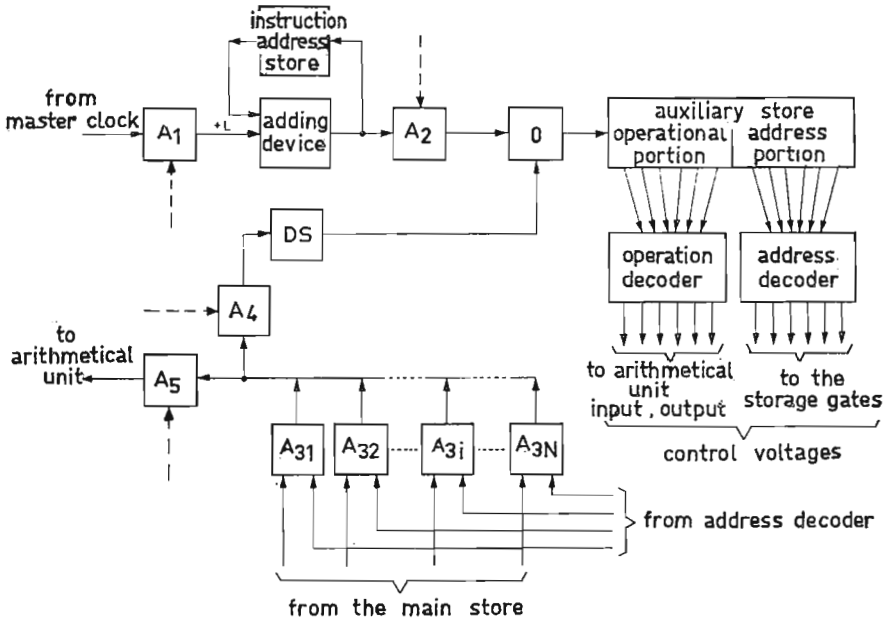 instruction
address
store
from
master clock
A1
+L
adding
device
A2
0
auxiliary store
operational address
portion portion
DS
operation
decoder
address
decoder
A4
to
arithmetical
unit
A5
to arithmetical
unit
input, output
to the
storage gates
control voltages
A31
A32
A3i
A3N
from address decoder
from the main store